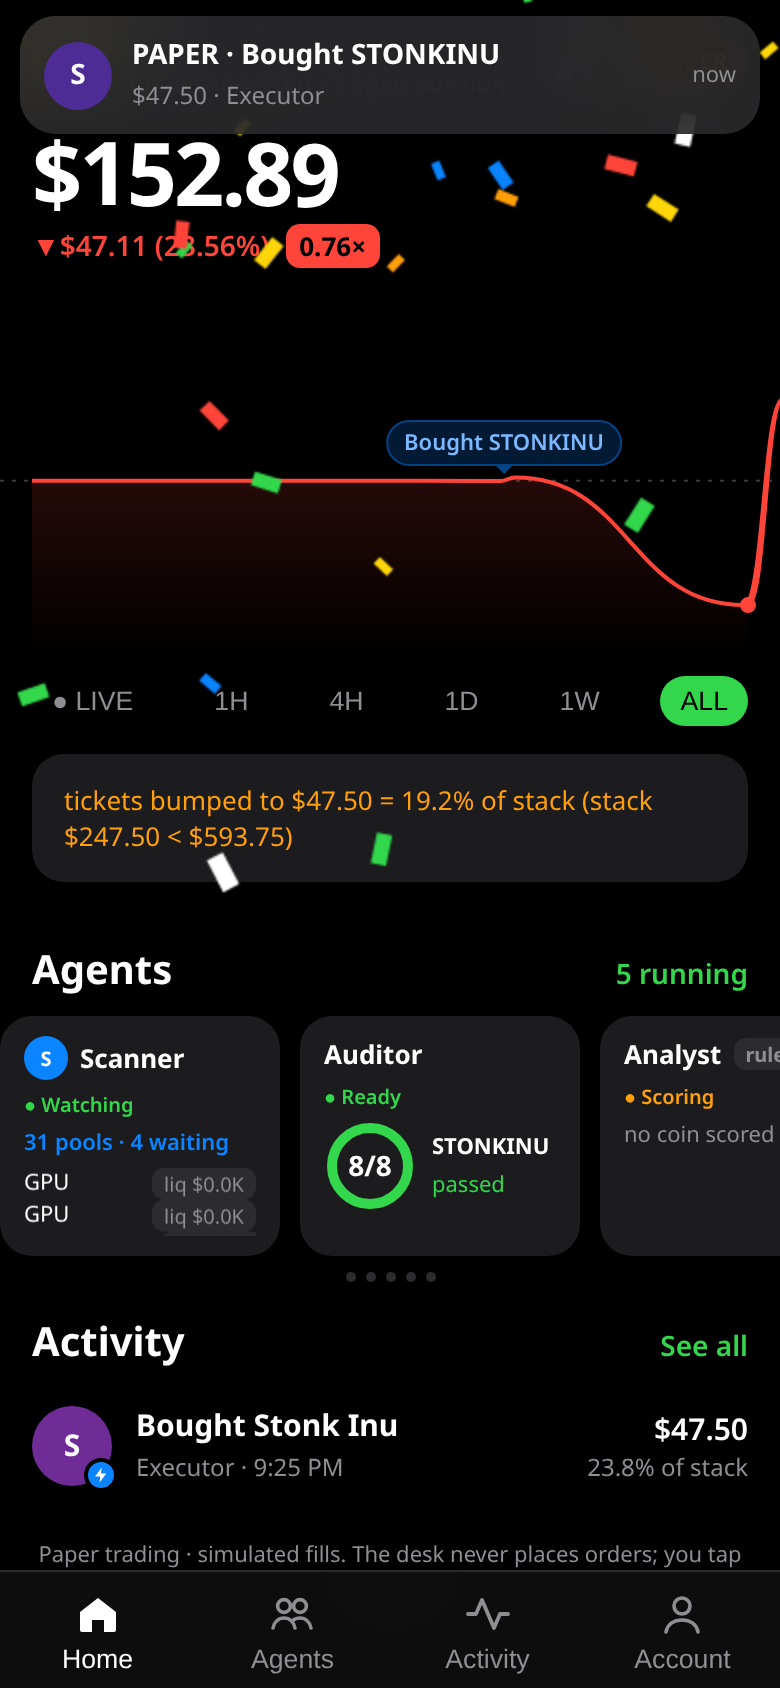 S
PAPER · Bought STONKINU
$47.50 · Executor
now
$152.89
▼$47.11 (23.56%)
0.76×
Bought STONKINU
● LIVE
1H
4H
1D
1W
ALL
tickets bumped to $47.50 = 19.2% of stack (stack
$247.50 < $593.75)
Agents
5 running
S
Scanner
● Watching
31 pools · 4 waiting
GPU
liq $0.0K
GPU
liq $0.0K
Auditor
● Ready
8/8
STONKINU
passed
Analyst
● Scoring
no coin scored
Activity
See all
S
Bought Stonk Inu
$47.50
Executor · 9:25 PM
23.8% of stack
Paper trading · simulated fills. The desk never places orders; you tap
Home
Agents
Activity
Account